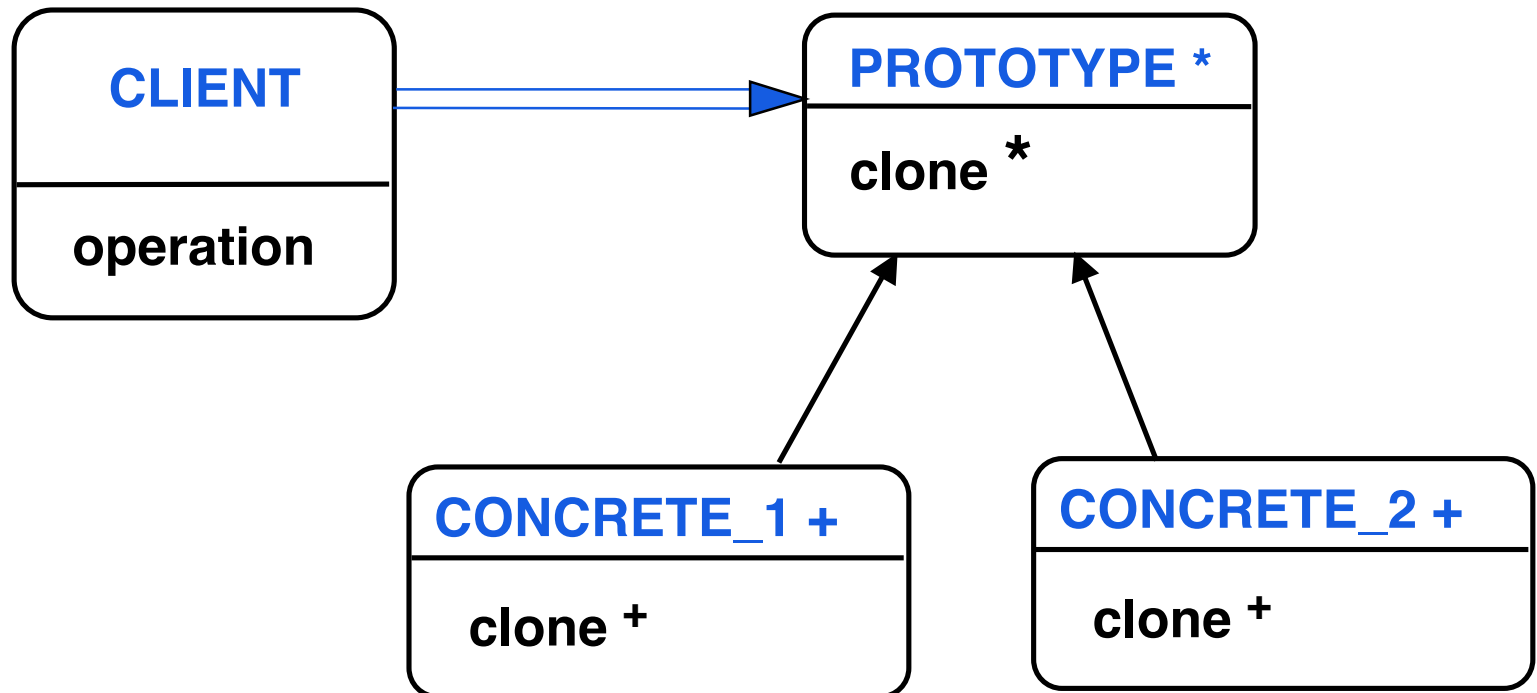 CLIENT
operation
PROTOTYPE *
clone *
CONCRETE_1 +
clone +
CONCRETE_2 +
clone +